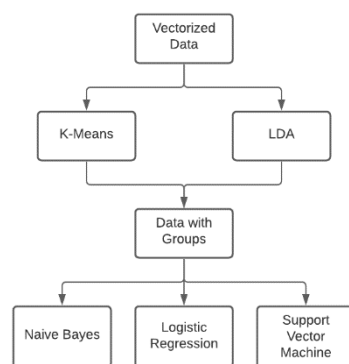 Vectorized
Data
K-Means
LDA
Data with
Groups
Naive Bayes
Logistic
Regression
Support
Vector
Machine